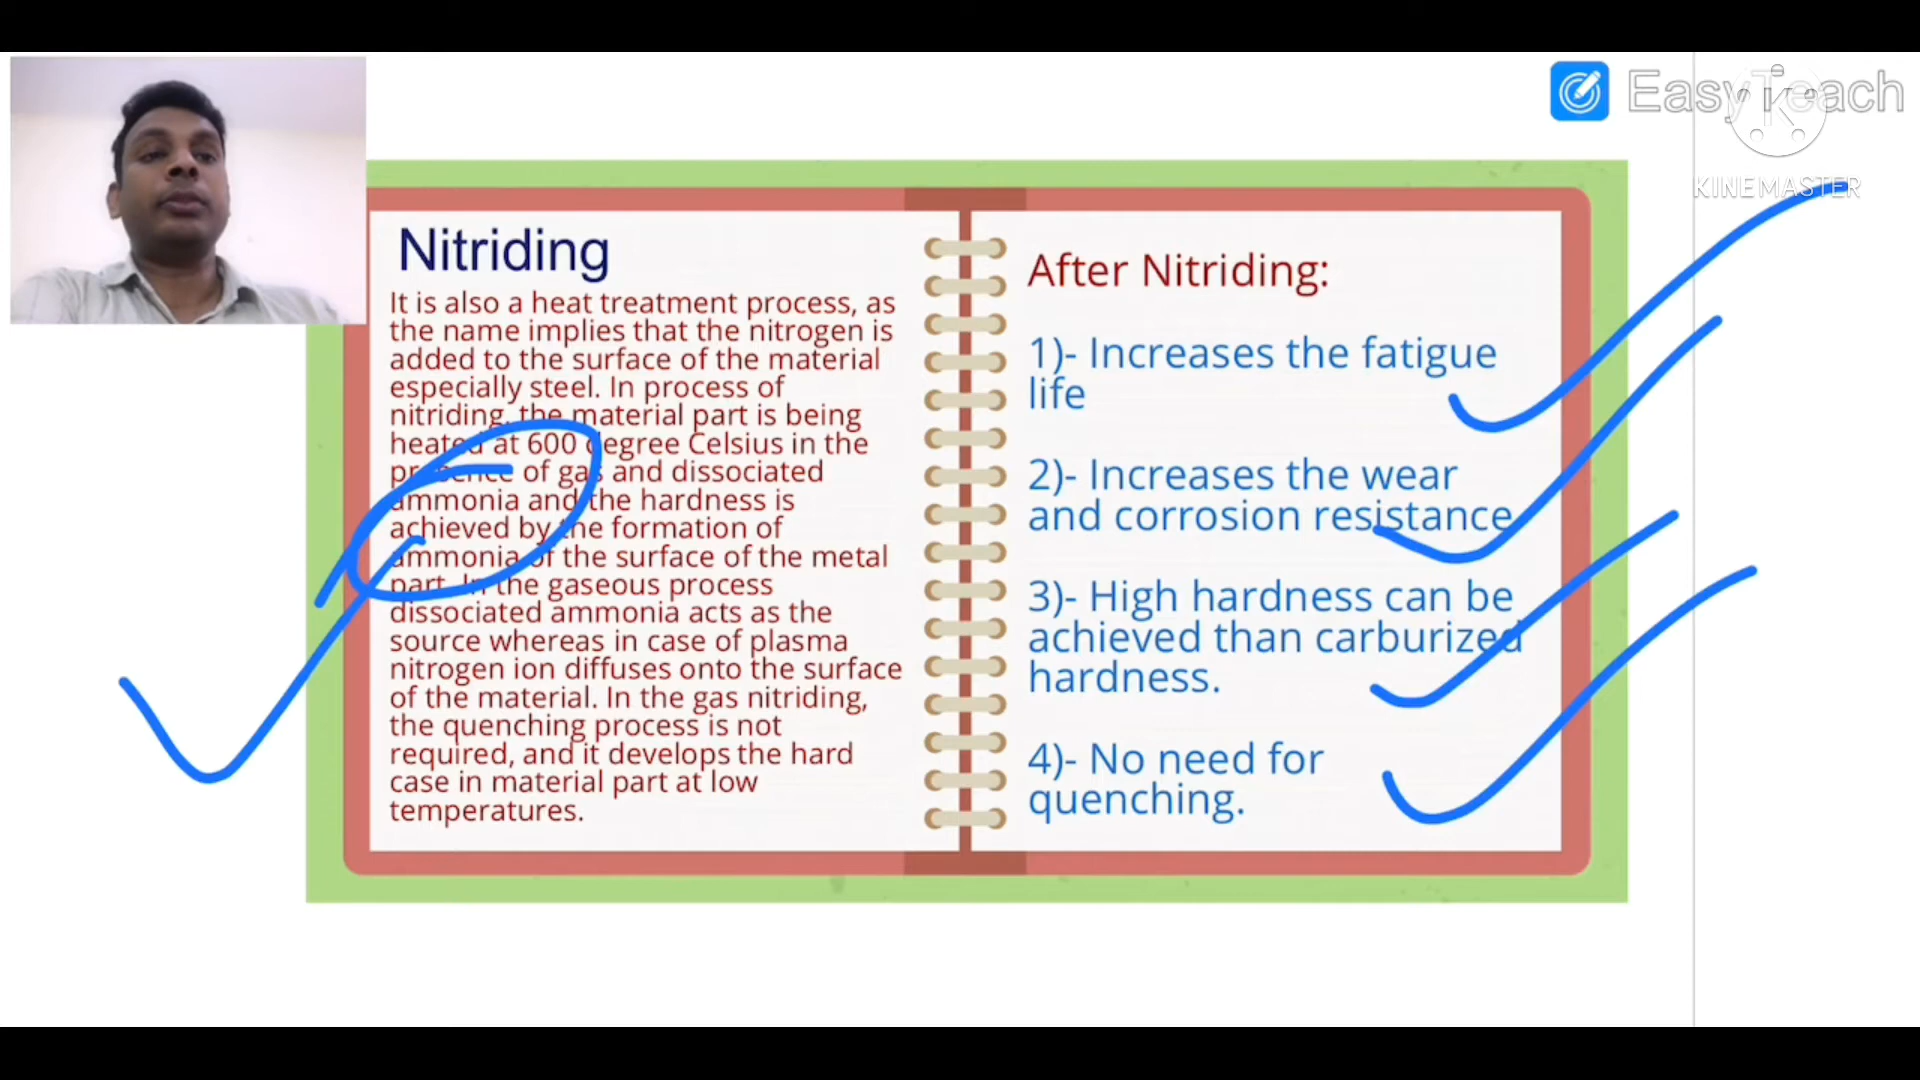 EasyTeach
KINEMASTER
Nitriding
It is also a heat treatment process, as
the name implies that the nitrogen is
added to the surface of the material
especially steel. In process of
nitriding, the material part is being
heated at 600 degree Celsius in the
presence of gas and dissociated
ammonia and the hardness is
achieved by the formation of
ammonia of the surface of the metal
part. In the gaseous process
dissociated ammonia acts as the
source whereas in case of plasma
nitrogen ion diffuses onto the surface
of the material. In the gas nitriding,
the quenching process is not
required, and it develops the hard
case in material part at low
temperatures.
After Nitriding:
1)- Increases the fatigue
life
2)- Increases the wear
and corrosion resistance
3)- High hardness can be
achieved than carburized
hardness.
4)- No need for
quenching.